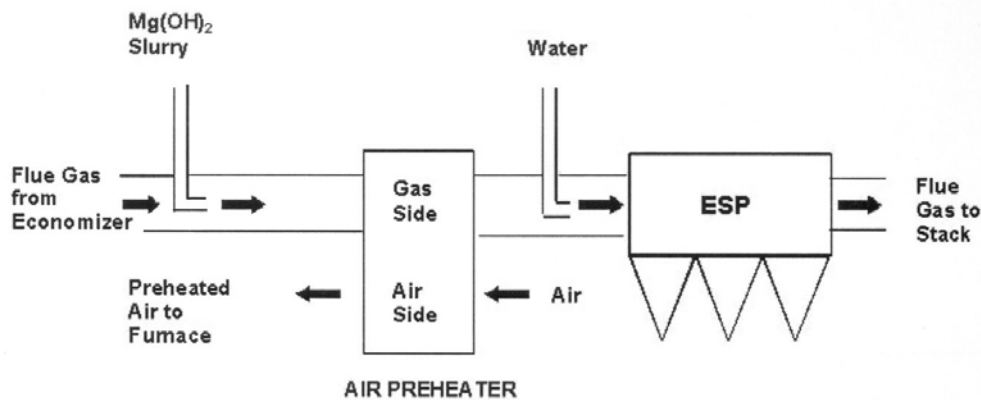 Mg(OH)₂
Slurry
Water
Flue Gas
from
Economizer
Gas
Side
ESP
Flue
Gas to
Stack
Preheated
Air to
Furnace
Air
Side
Air
AIR PREHEATER